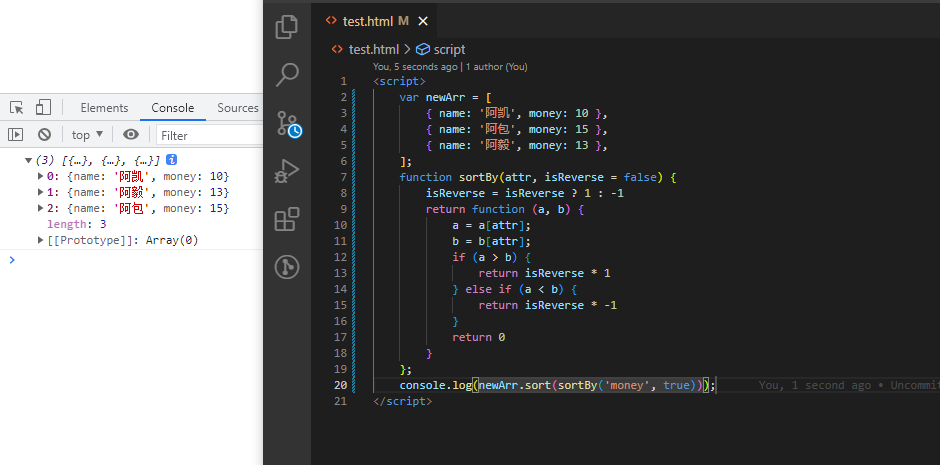 Elements Console Sources
top Filter
(3) [{…}, {…}, {…}] i
0: {name: '阿凯', money: 10}
1: {name: '阿毅', money: 13}
2: {name: '阿包', money: 15}
length: 3
[[Prototype]]: Array(0)
>
test.html M
<> test.html > script
You, 5 seconds ago | 1 author (You)
1 <script>
2 var newArr = [
3 { name: '阿凯', money: 10 },
4 { name: '阿包', money: 15 },
5 { name: '阿毅', money: 13 },
6 ];
7 function sortBy(attr, isReverse = false) {
8 isReverse = isReverse ? 1 : -1
9 return function (a, b) {
10 a = a[attr];
11 b = b[attr];
12 if (a > b) {
13 return isReverse * 1
14 } else if (a < b) {
15 return isReverse * -1
16 }
17 return 0
18 }
19 };
20 console.log(newArr.sort(sortBy('money', true))); You, 1 second ago • Uncommit
21 </script>